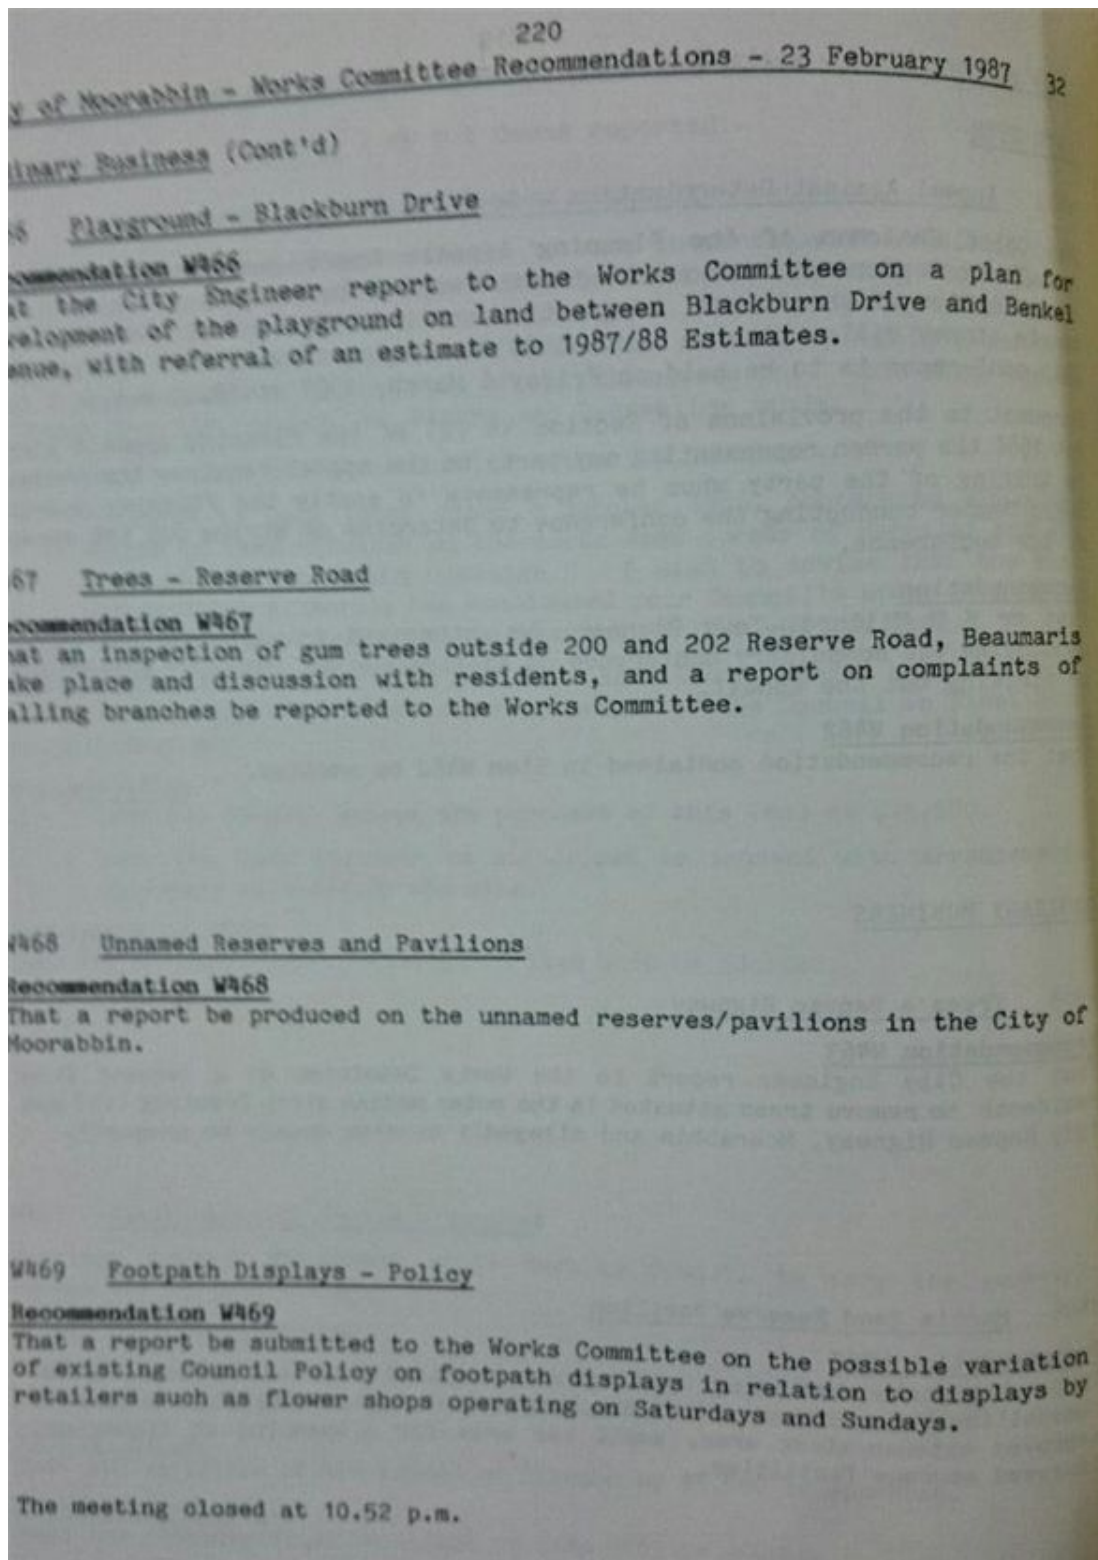 220
y of Moorabbin - Works Committee Recommendations - 23 February 1987 32
inary Business (Cont'd)
66 Playground - Blackburn Drive
commendation W466
at the City Engineer report to the Works Committee on a plan for
velopment of the playground on land between Blackburn Drive and Benkel
enue, with referral of an estimate to 1987/88 Estimates.
67 Trees - Reserve Road
commendation W467
hat an inspection of gum trees outside 200 and 202 Reserve Road, Beaumaris
ake place and discussion with residents, and a report on complaints of
alling branches be reported to the Works Committee.
W468 Unnamed Reserves and Pavilions
Recommendation W468
That a report be produced on the unnamed reserves/pavilions in the City of
Moorabbin.
W469 Footpath Displays - Policy
Recommendation W469
That a report be submitted to the Works Committee on the possible variation
of existing Council Policy on footpath displays in relation to displays by
retailers such as flower shops operating on Saturdays and Sundays.
The meeting closed at 10.52 p.m.